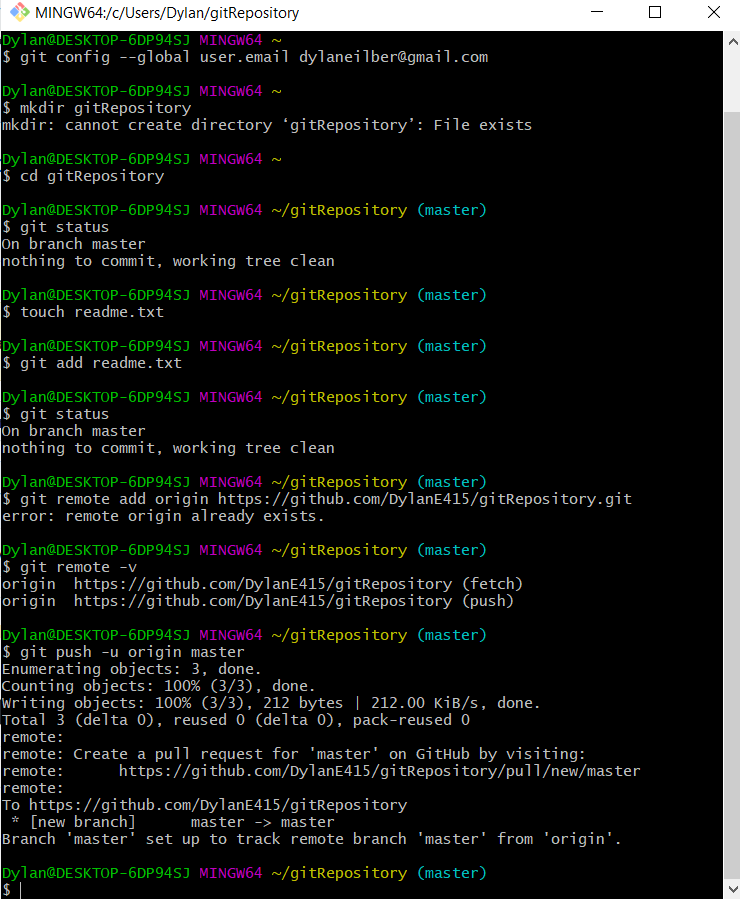 MINGW64:/c/Users/Dylan/gitRepository
Dylan@DESKTOP-6DP94SJ MINGW64 ~
$ git config --global user.email dylaneilber@gmail.com
Dylan@DESKTOP-6DP94SJ MINGW64 ~
$ mkdir gitRepository
mkdir: cannot create directory ‘gitRepository’: File exists
Dylan@DESKTOP-6DP94SJ MINGW64 ~
$ cd gitRepository
Dylan@DESKTOP-6DP94SJ MINGW64 ~/gitRepository (master)
$ git status
On branch master
nothing to commit, working tree clean
Dylan@DESKTOP-6DP94SJ MINGW64 ~/gitRepository (master)
$ touch readme.txt
Dylan@DESKTOP-6DP94SJ MINGW64 ~/gitRepository (master)
$ git add readme.txt
Dylan@DESKTOP-6DP94SJ MINGW64 ~/gitRepository (master)
$ git status
On branch master
nothing to commit, working tree clean
Dylan@DESKTOP-6DP94SJ MINGW64 ~/gitRepository (master)
$ git remote add origin https://github.com/DylanE415/gitRepository.git
error: remote origin already exists.
Dylan@DESKTOP-6DP94SJ MINGW64 ~/gitRepository (master)
$ git remote -v
origin  https://github.com/DylanE415/gitRepository (fetch)
origin  https://github.com/DylanE415/gitRepository (push)
Dylan@DESKTOP-6DP94SJ MINGW64 ~/gitRepository (master)
$ git push -u origin master
Enumerating objects: 3, done.
Counting objects: 100% (3/3), done.
Writing objects: 100% (3/3), 212 bytes | 212.00 KiB/s, done.
Total 3 (delta 0), reused 0 (delta 0), pack-reused 0
remote:
remote: Create a pull request for 'master' on GitHub by visiting:
remote:      https://github.com/DylanE415/gitRepository/pull/new/master
remote:
To https://github.com/DylanE415/gitRepository
 * [new branch]      master -> master
Branch 'master' set up to track remote branch 'master' from 'origin'.
Dylan@DESKTOP-6DP94SJ MINGW64 ~/gitRepository (master)
$